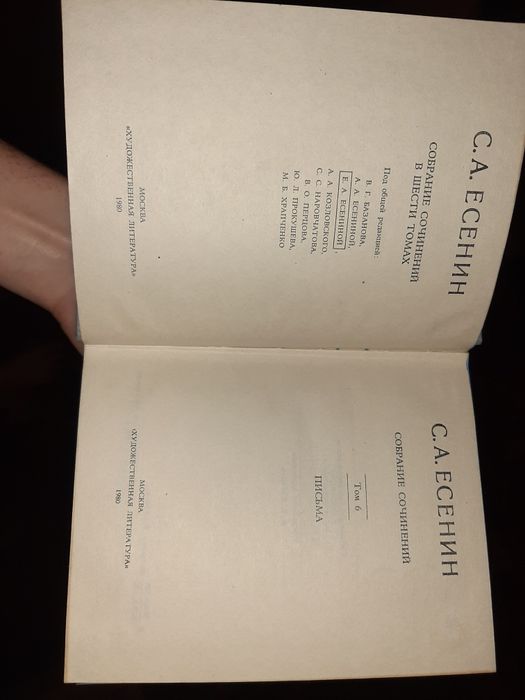 С. А. ЕСЕНИН
СОБРАНИЕ СОЧИНЕНИЙ
В ШЕСТИ ТОМАХ
Под общей редакцией:
В. Г. БАЗАНОВА,
А. А. ЕСЕНИНОЙ,
Е. А. ЕСЕНИНОЙ,
А. А. КОЗЛОВСКОГО,
С. С. НАРОВЧАТОВА,
В. О. ПЕРЦОВА,
Ю. Л. ПРОКУШЕВА,
М. Б. ХРАПЧЕНКО
МОСКВА
«ХУДОЖЕСТВЕННАЯ ЛИТЕРАТУРА»
1980
С. А. ЕСЕНИН
СОБРАНИЕ СОЧИНЕНИЙ
Том 6
ПИСЬМА
МОСКВА
«ХУДОЖЕСТВЕННАЯ ЛИТЕРАТУРА»
1980